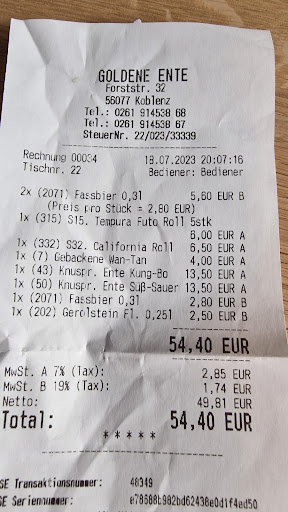 GOLDENE ENTE
Forststr. 32
56077 Koblenz
Tel.: 0261 914538 68
Tel.: 0261 914538 67
SteuerNr. 22/023/33339
Rechnung 00034 18.07.2023 20:07:16
Tischnr. 22 Bediener: Bediener
2x (2071) Fassbier 0,3l 5,60 EUR B
(Preis pro Stück = 2,80 EUR)
1x (315) S15. Tempura Futo Roll 5stk
8,00 EUR A
1x (332) S32. California Roll 6,50 EUR A
1x (7) Gebackene Wan-Tan 4,00 EUR A
1x (43) Knuspr. Ente Kung-Bo 13,50 EUR A
1x (50) Knuspr. Ente Süß-Sauer 13,50 EUR A
1x (2071) Fassbier 0,3l 2,80 EUR B
1x (202) Gerolstein Fl. 0,25l 2,50 EUR B
54,40 EUR
MwSt. A 7% (Tax): 2,85 EUR
MwSt. B 19% (Tax): 1,74 EUR
Netto: 49,81 EUR
Total: 54,40 EUR
* * * * *
SE Transaktionsnummer: 48349
SE Seriennummer: e78688b982bd62438e0d1f4ed50